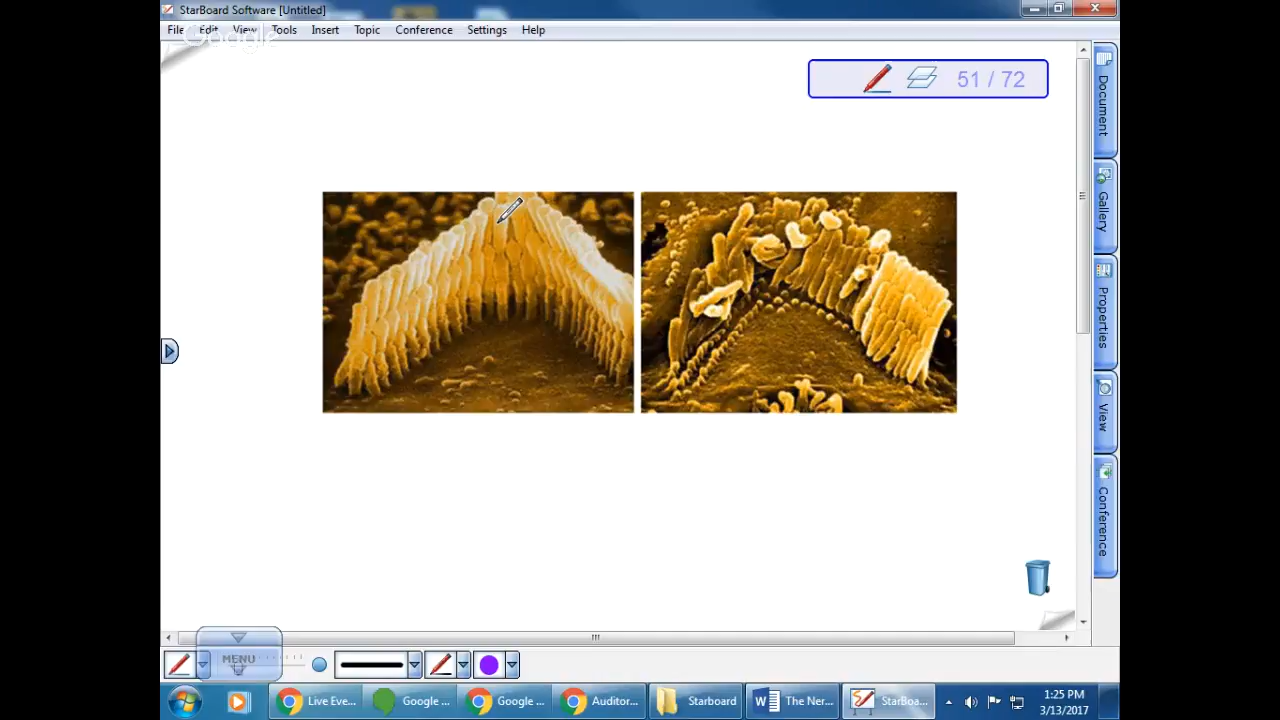 StarBoard Software [Untitled]
File Edit View Tools Insert Topic Conference Settings Help
Google
51 / 72
Document
Gallery
Properties
View
Conference
MENU
Live Eve...
Google ...
Google ...
Auditor...
Starboard
The Ner...
StarBoa...
1:25 PM
3/13/2017